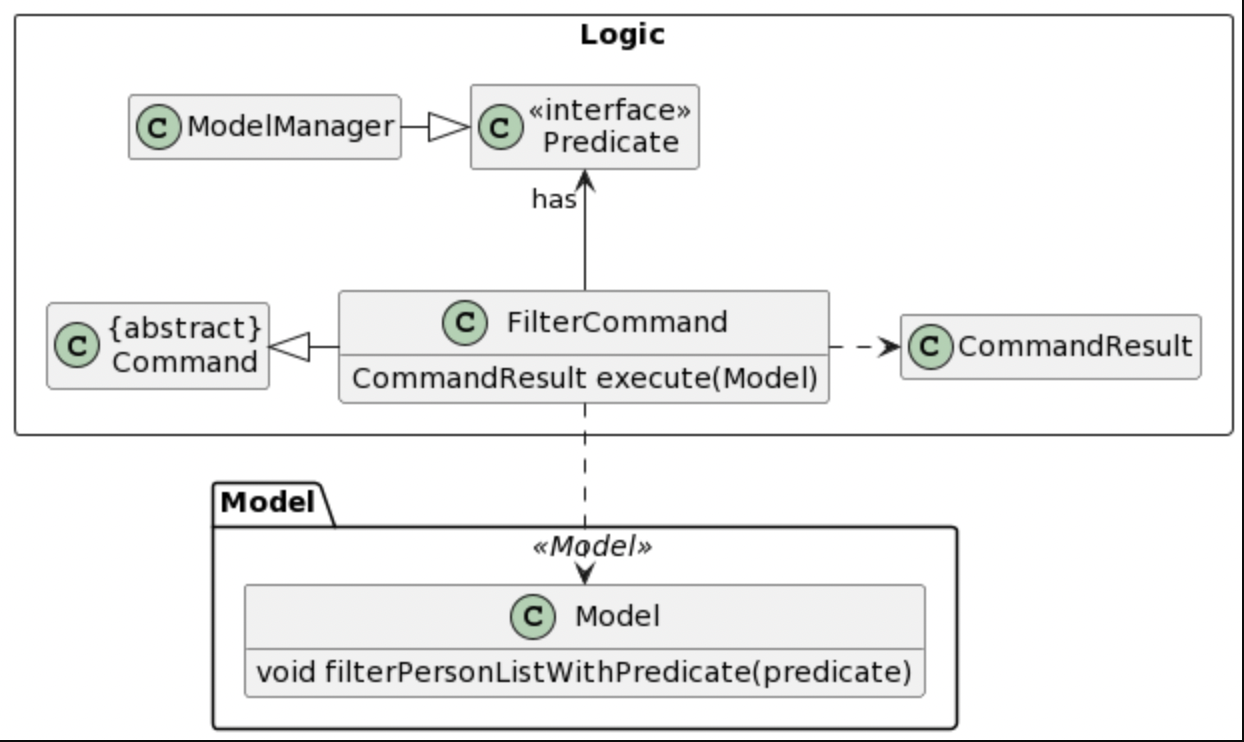 Logic
C ModelManager
C «interface»
Predicate
has
C {abstract}
Command
C FilterCommand
CommandResult execute(Model)
C CommandResult
Model
«Model»
C Model
void filterPersonListWithPredicate(predicate)